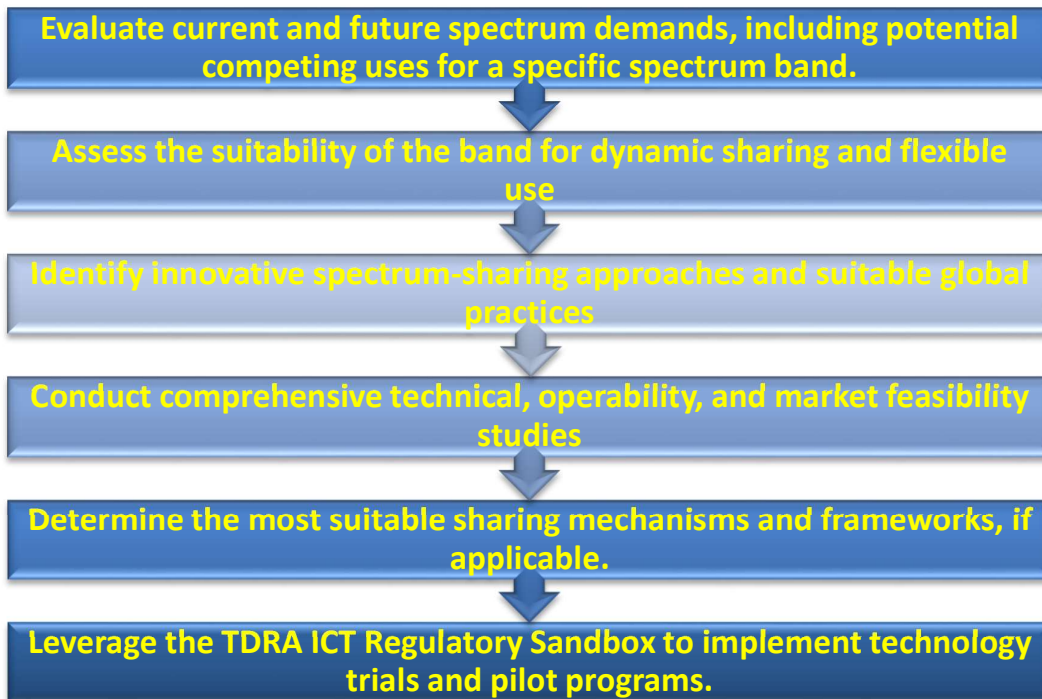 Evaluate current and future spectrum demands, including potential
competing uses for a specific spectrum band.
Assess the suitability of the band for dynamic sharing and flexible
use
Identify innovative spectrum-sharing approaches and suitable global
practices
Conduct comprehensive technical, operability, and market feasibility
studies
Determine the most suitable sharing mechanisms and frameworks, if
applicable.
Leverage the TDRA ICT Regulatory Sandbox to implement technology
trials and pilot programs.